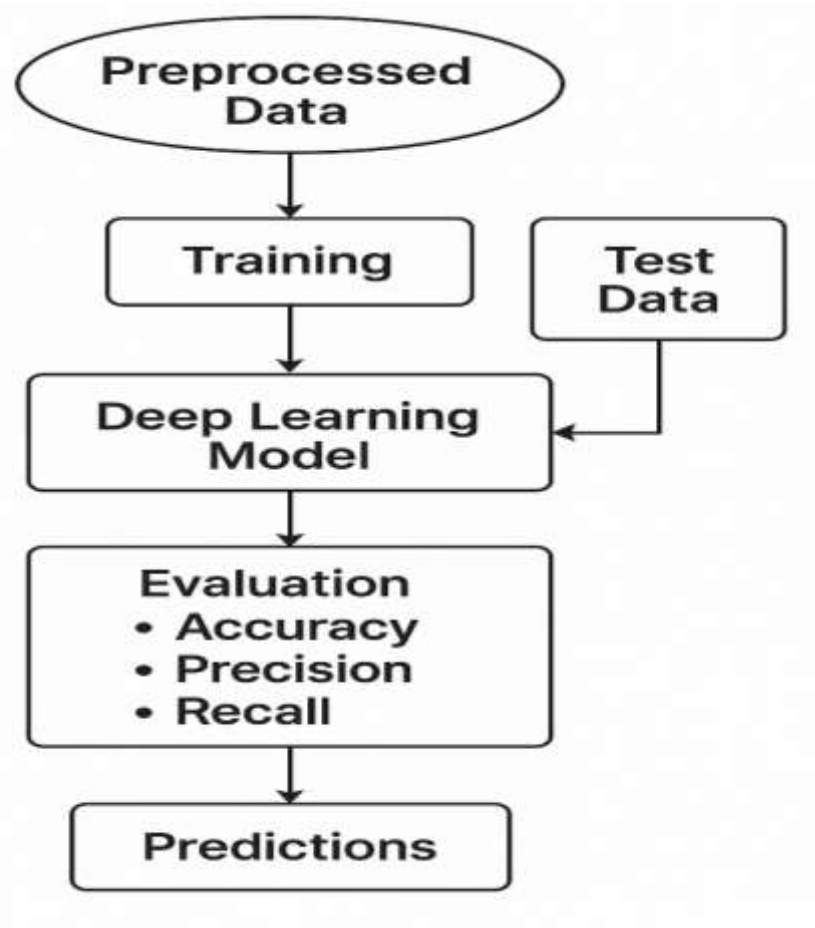 Preprocessed
Data
Training
Test
Data
Deep Learning
Model
Evaluation
• Accuracy
• Precision
• Recall
Predictions